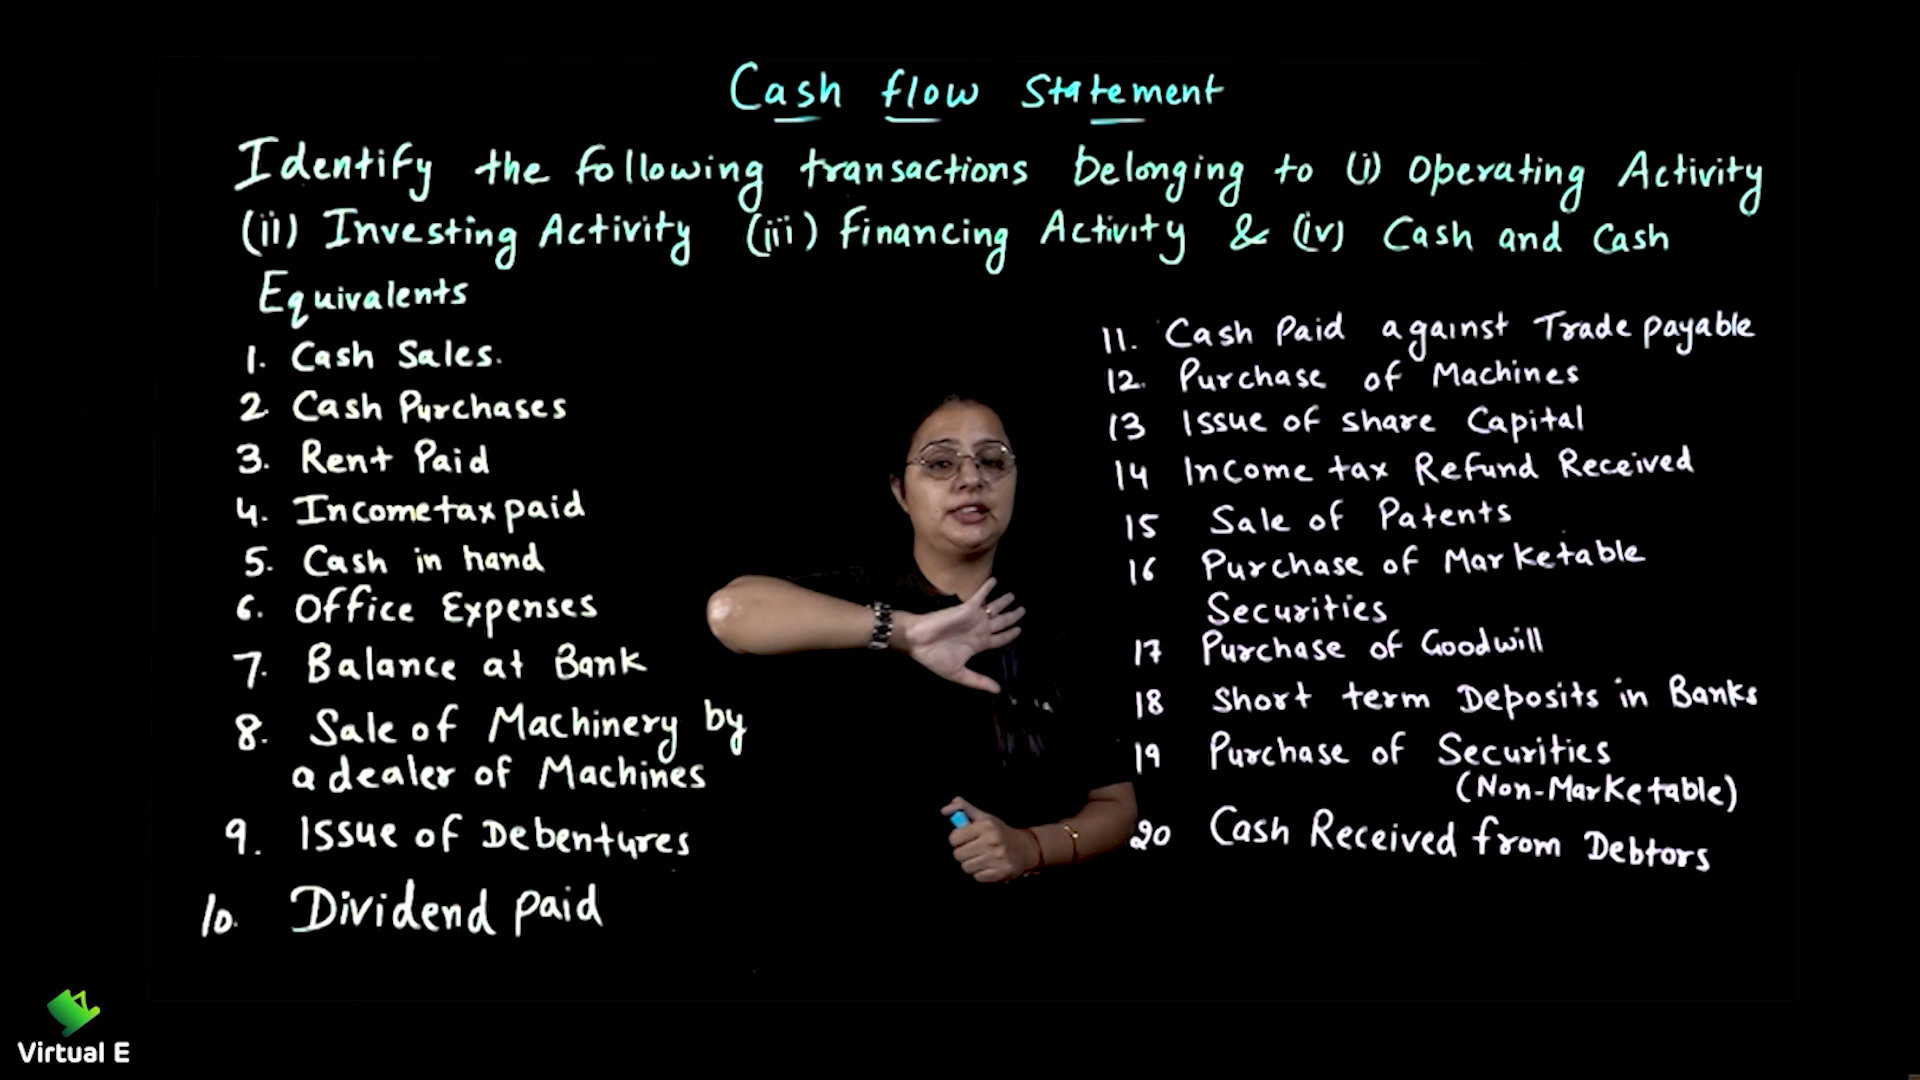 Cash flow Statement
Identify the following transactions belonging to (i) Operating Activity
(ii) Investing Activity (iii) Financing Activity & (iv) Cash and Cash
Equivalents
1. Cash Sales.
2 Cash Purchases
3. Rent Paid
4. Income tax paid
5. Cash in hand
6. Office Expenses
7. Balance at Bank
8. Sale of Machinery by
a dealer of Machines
9. Issue of Debentures
10. Dividend paid
11. Cash Paid against Trade payable
12. Purchase of Machines
13 Issue of share Capital
14 Income tax Refund Received
15 Sale of Patents
16 Purchase of Marketable
Securities
17 Purchase of Goodwill
18 Short term Deposits in Banks
19 Purchase of Securities
(Non-Marketable)
20 Cash Received from Debtors
Virtual E